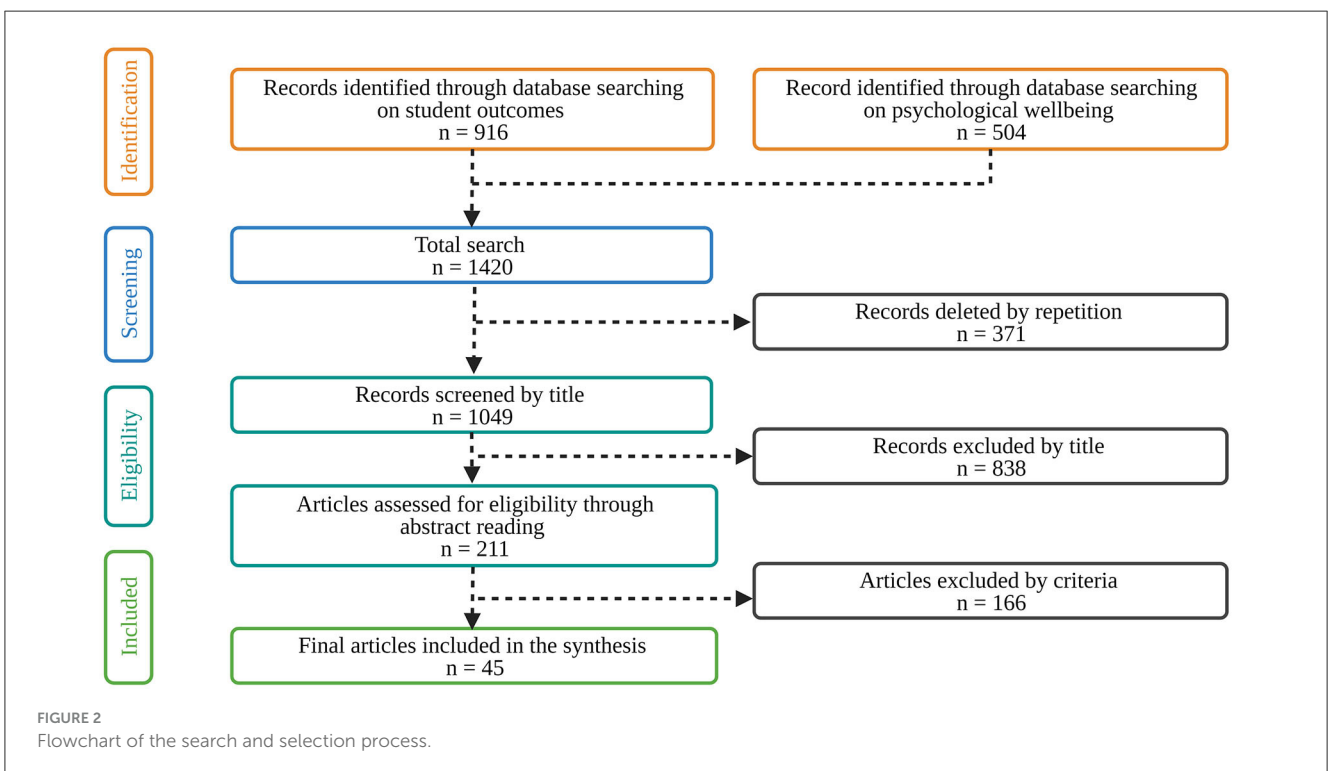 Identification
Records identified through database searching
on student outcomes
n = 916
Record identified through database searching
on psychological wellbeing
n = 504
Screening
Total search
n = 1420
Records deleted by repetition
n = 371
Eligibility
Records screened by title
n = 1049
Records excluded by title
n = 838
Articles assessed for eligibility through
abstract reading
n = 211
Included
Articles excluded by criteria
n = 166
Final articles included in the synthesis
n = 45
FIGURE 2
Flowchart of the search and selection process.